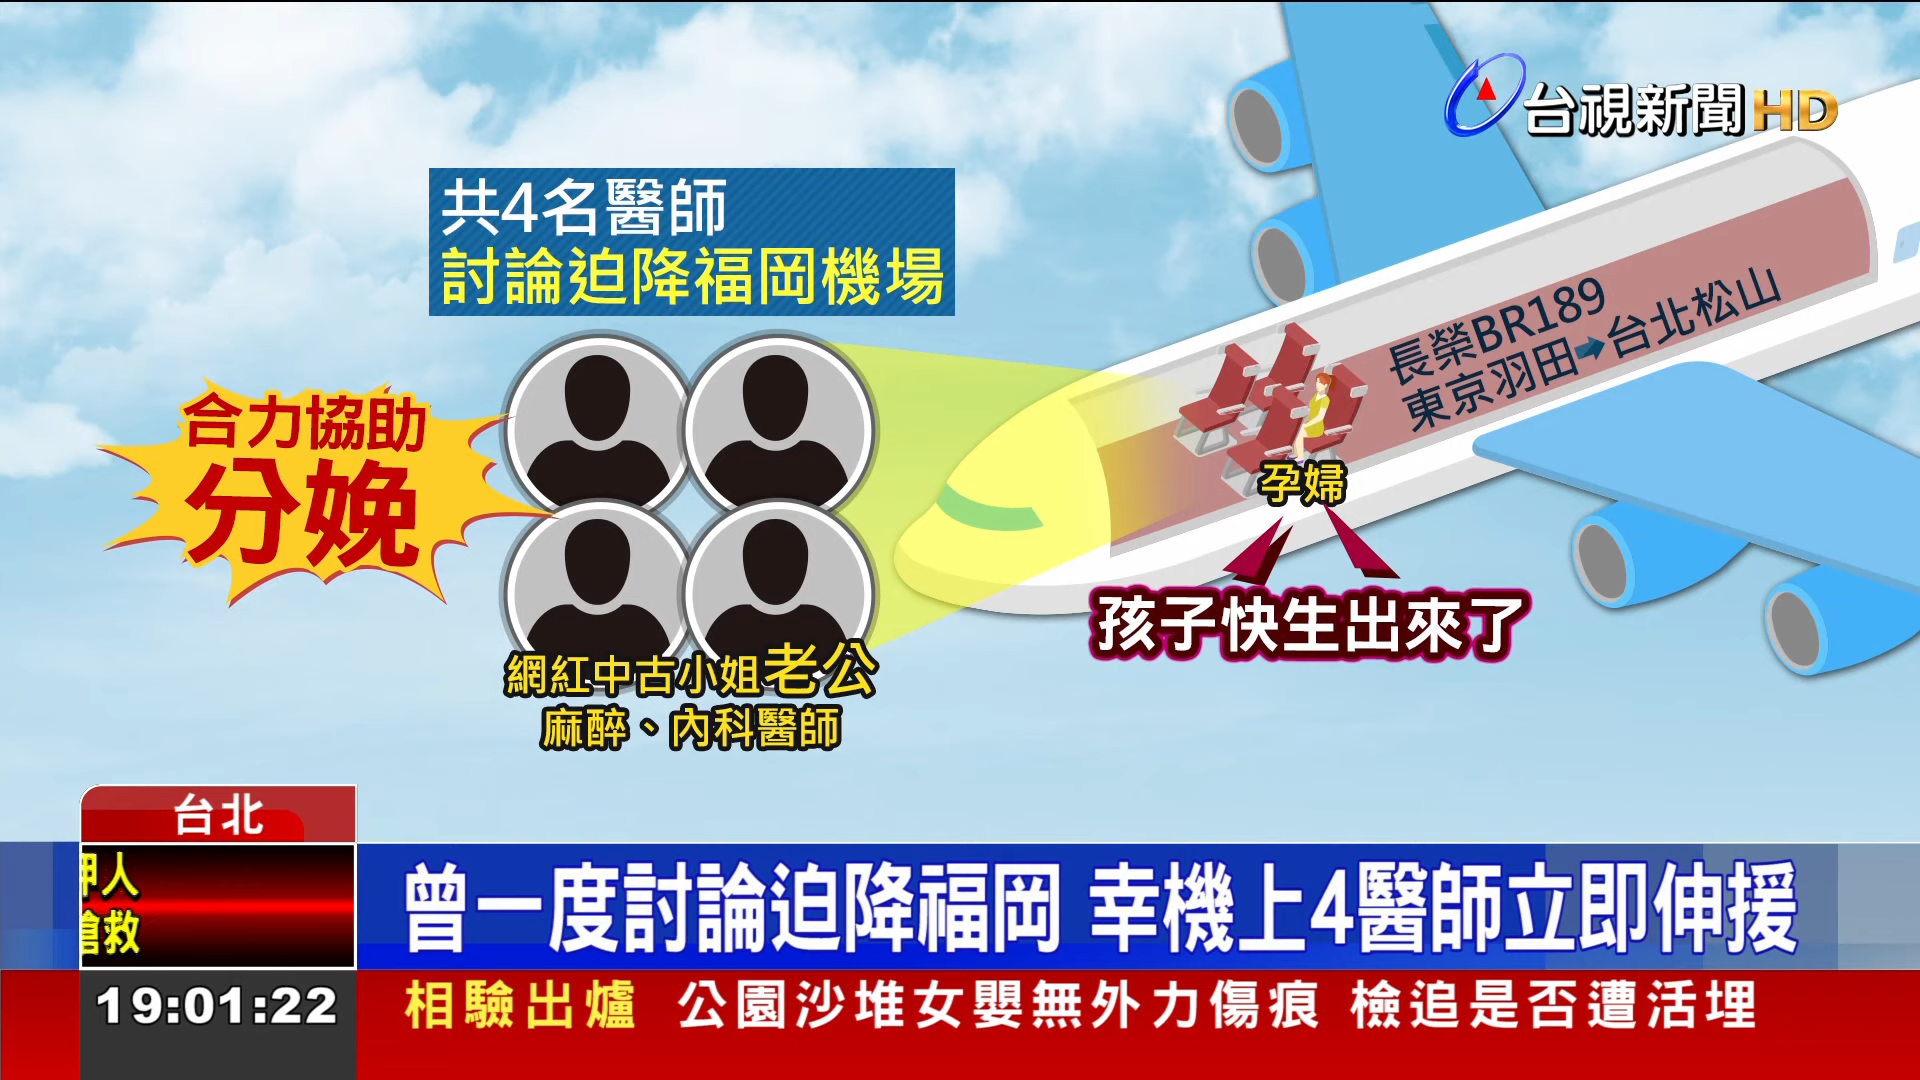 台視新聞HD
共4名醫師
討論迫降福岡機場
長榮BR189
東京羽田➡台北松山
合力協助
分娩
孕婦
孩子快生出來了
網紅中古小姐老公
麻醉、內科醫師
台北
押人
搶救
曾一度討論迫降福岡 幸機上4醫師立即伸援
19:01:22
相驗出爐 公園沙堆女嬰無外力傷痕 檢追是否遭活埋